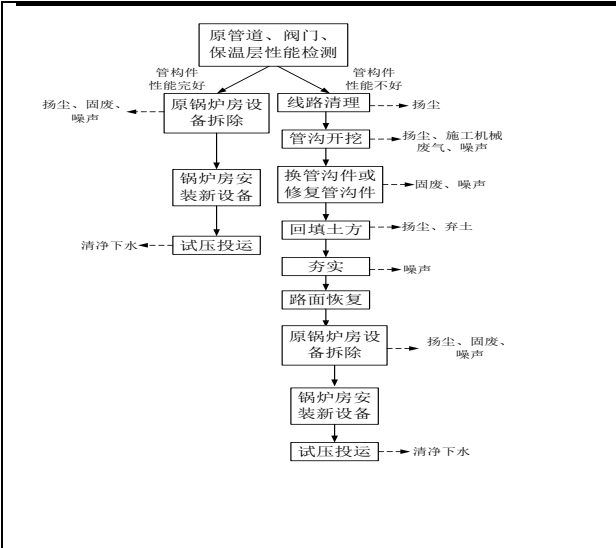 原管道、阀门、
保温层性能检测
管构件
性能完好
管构件
性能不好
扬尘、固废、
噪声
原锅炉房设
备拆除
线路清理
扬尘
管沟开挖
扬尘、施工机械
废气、噪声
锅炉房安
装新设备
换管沟件或
修复管沟件
固废、噪声
清净下水
试压投运
回填土方
扬尘、弃土
夯实
噪声
路面恢复
原锅炉房设
备拆除
扬尘、固废、
噪声
锅炉房安
装新设备
试压投运
清净下水